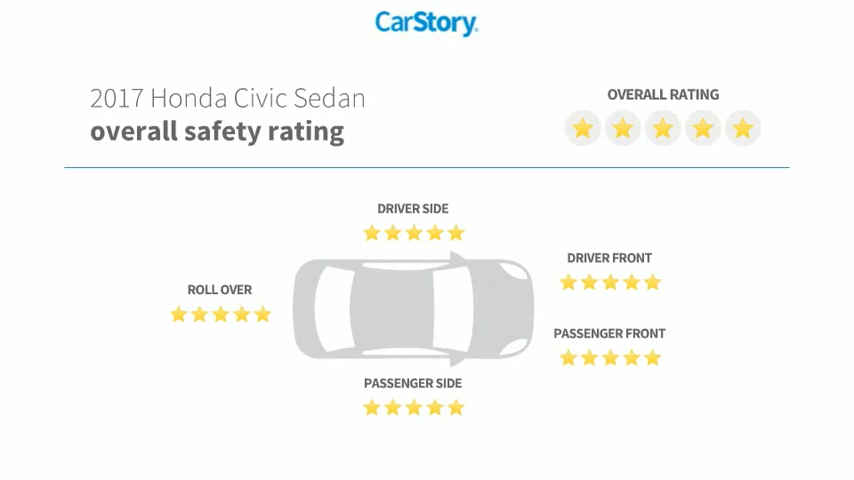 CarStory.
2017 Honda Civic Sedan
overall safety rating
OVERALL RATING
DRIVER SIDE
DRIVER FRONT
ROLL OVER
PASSENGER FRONT
PASSENGER SIDE